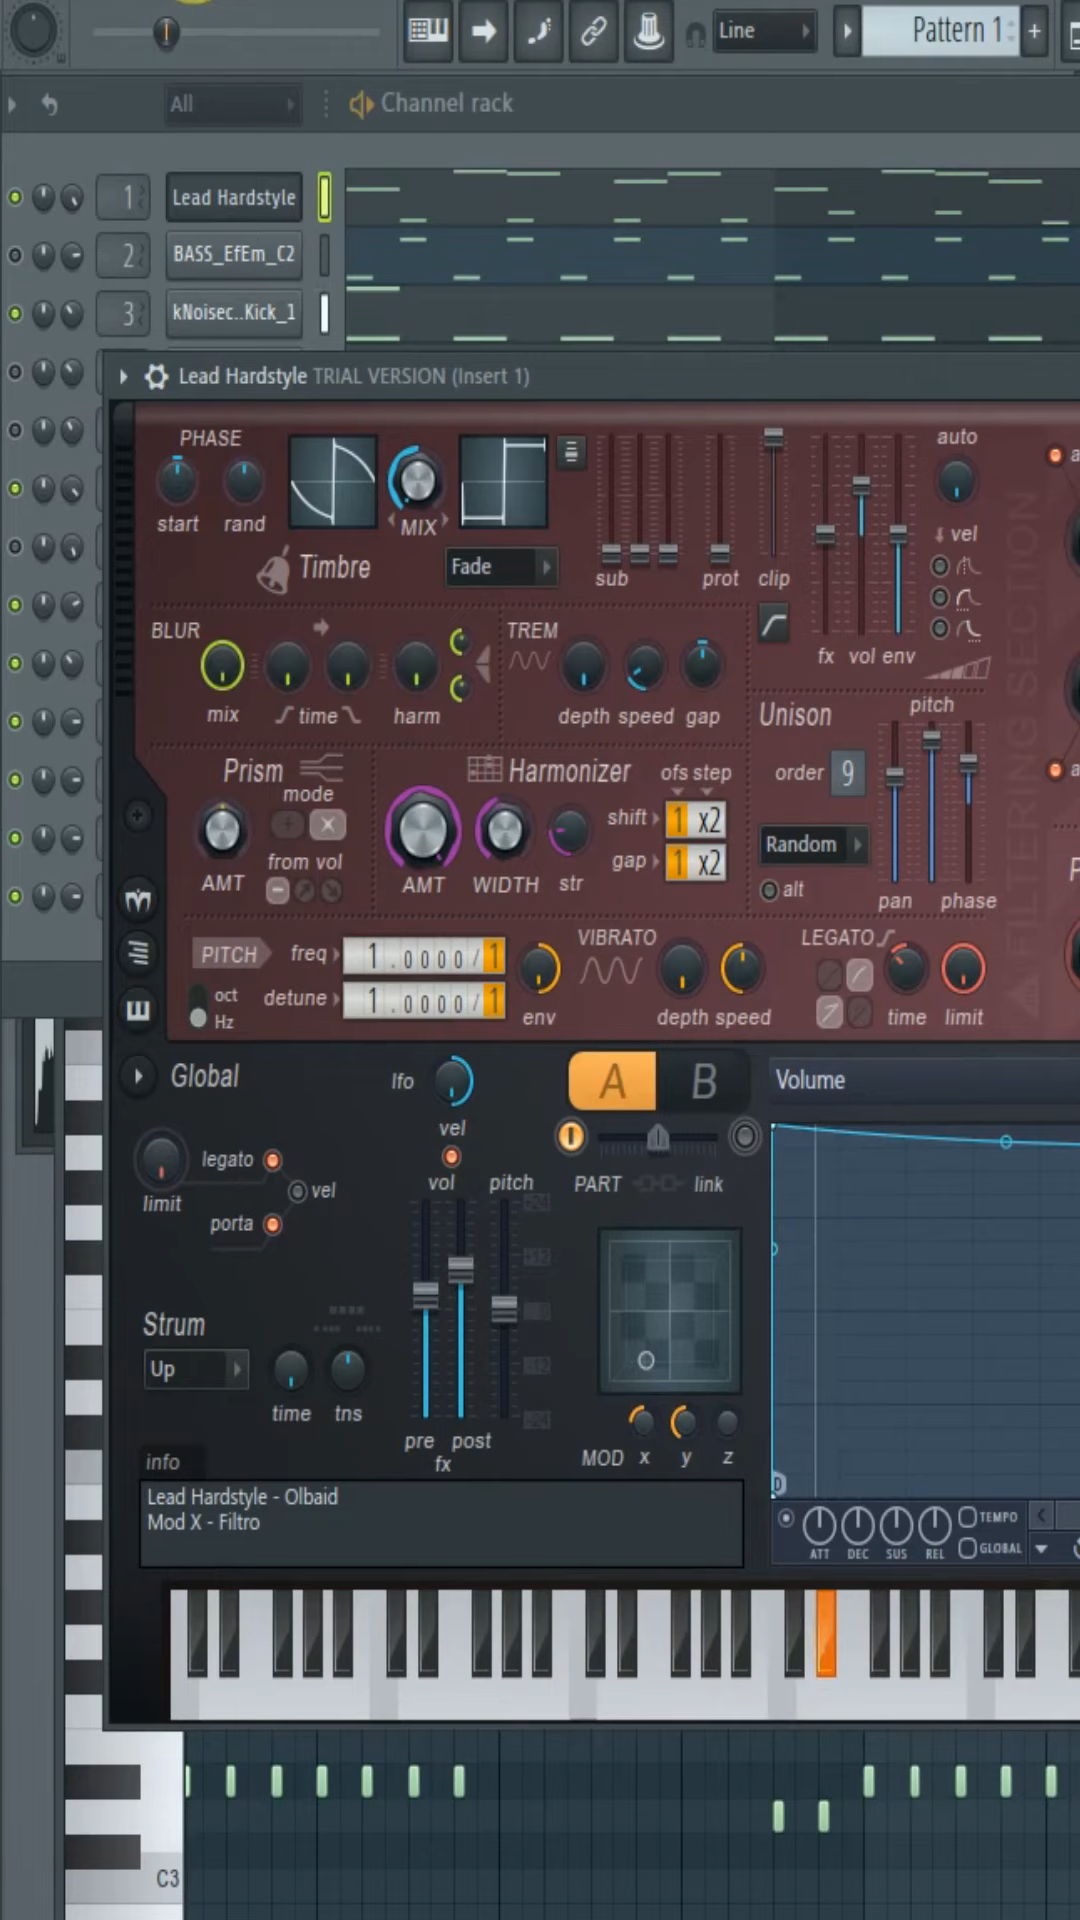 Line
Pattern 1
+
All
Channel rack
1 Lead Hardstyle
2 BASS_EfEm_C2
3 kNoisec..Kick_1
Lead Hardstyle TRIAL VERSION (Insert 1)
PHASE
start
rand
MIX
Timbre
Fade
sub
prot
clip
auto
vel
fx
vol
env
BLUR
mix
time
harm
TREM
depth
speed
gap
Unison
pitch
order
9
Random
alt
pan
phase
Prism
mode
AMT
from vol
Harmonizer
AMT
WIDTH
str
ofs step
shift
1 x2
gap
1 x2
PITCH
freq
1.0000/1
oct
Hz
detune
1.0000/1
env
VIBRATO
depth speed
LEGATO
time
limit
FILTERING SECTION
Global
lfo
vel
A
B
Volume
limit
legato
vel
porta
vol
pitch
PART
link
+12
-12
-24
Strum
Up
time
tns
pre
post
fx
MOD
x
y
z
info
Lead Hardstyle - Olbaid
Mod X - Filtro
D
ATT
DEC
SUS
REL
TEMPO
GLOBAL
C3